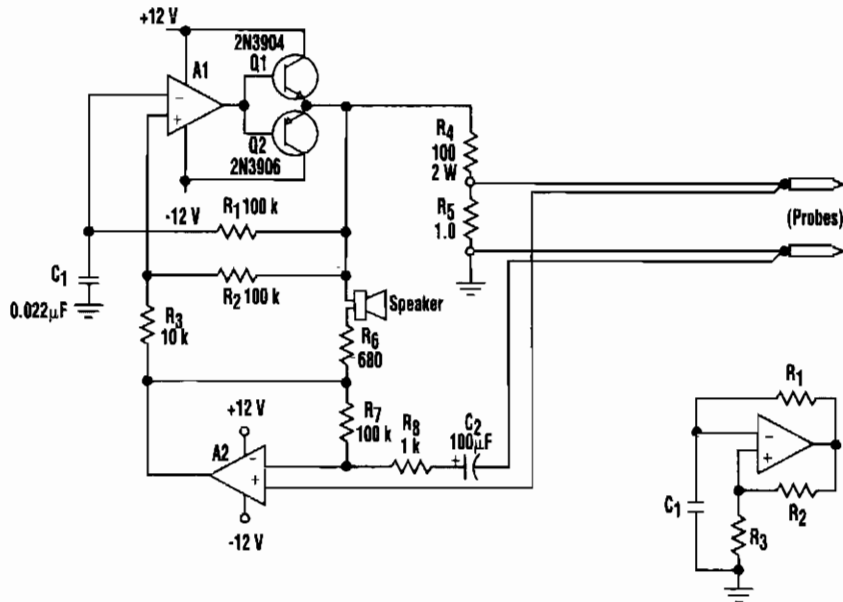 +12 V
2N3904
Q1
A1
−
+
Q2
2N3906
-12 V
R1 100 k
C1
0.022µF
R2 100k
R3
10 k
Speaker
R6
680
R4
100
2 W
R5
1.0
(Probes)
+12 V
A2
−
+
-12 V
R7
100 k
R8
1 k
C2
+ 100µF
R1
−
+
C1
R2
R3